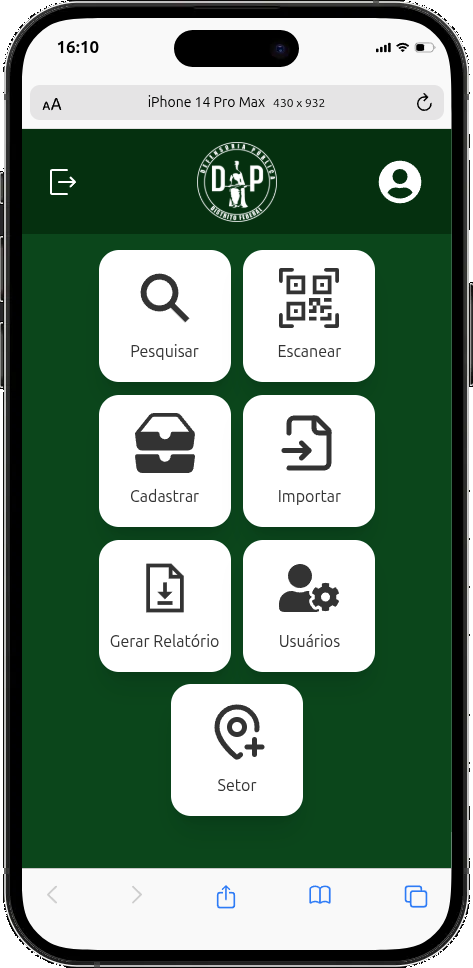 16:10
AA iPhone 14 Pro Max 430 x 932
DEFENSORIA PÚBLICA
DP
DISTRITO FEDERAL
Pesquisar Escanear
Cadastrar Importar
Gerar Relatório Usuários
Setor